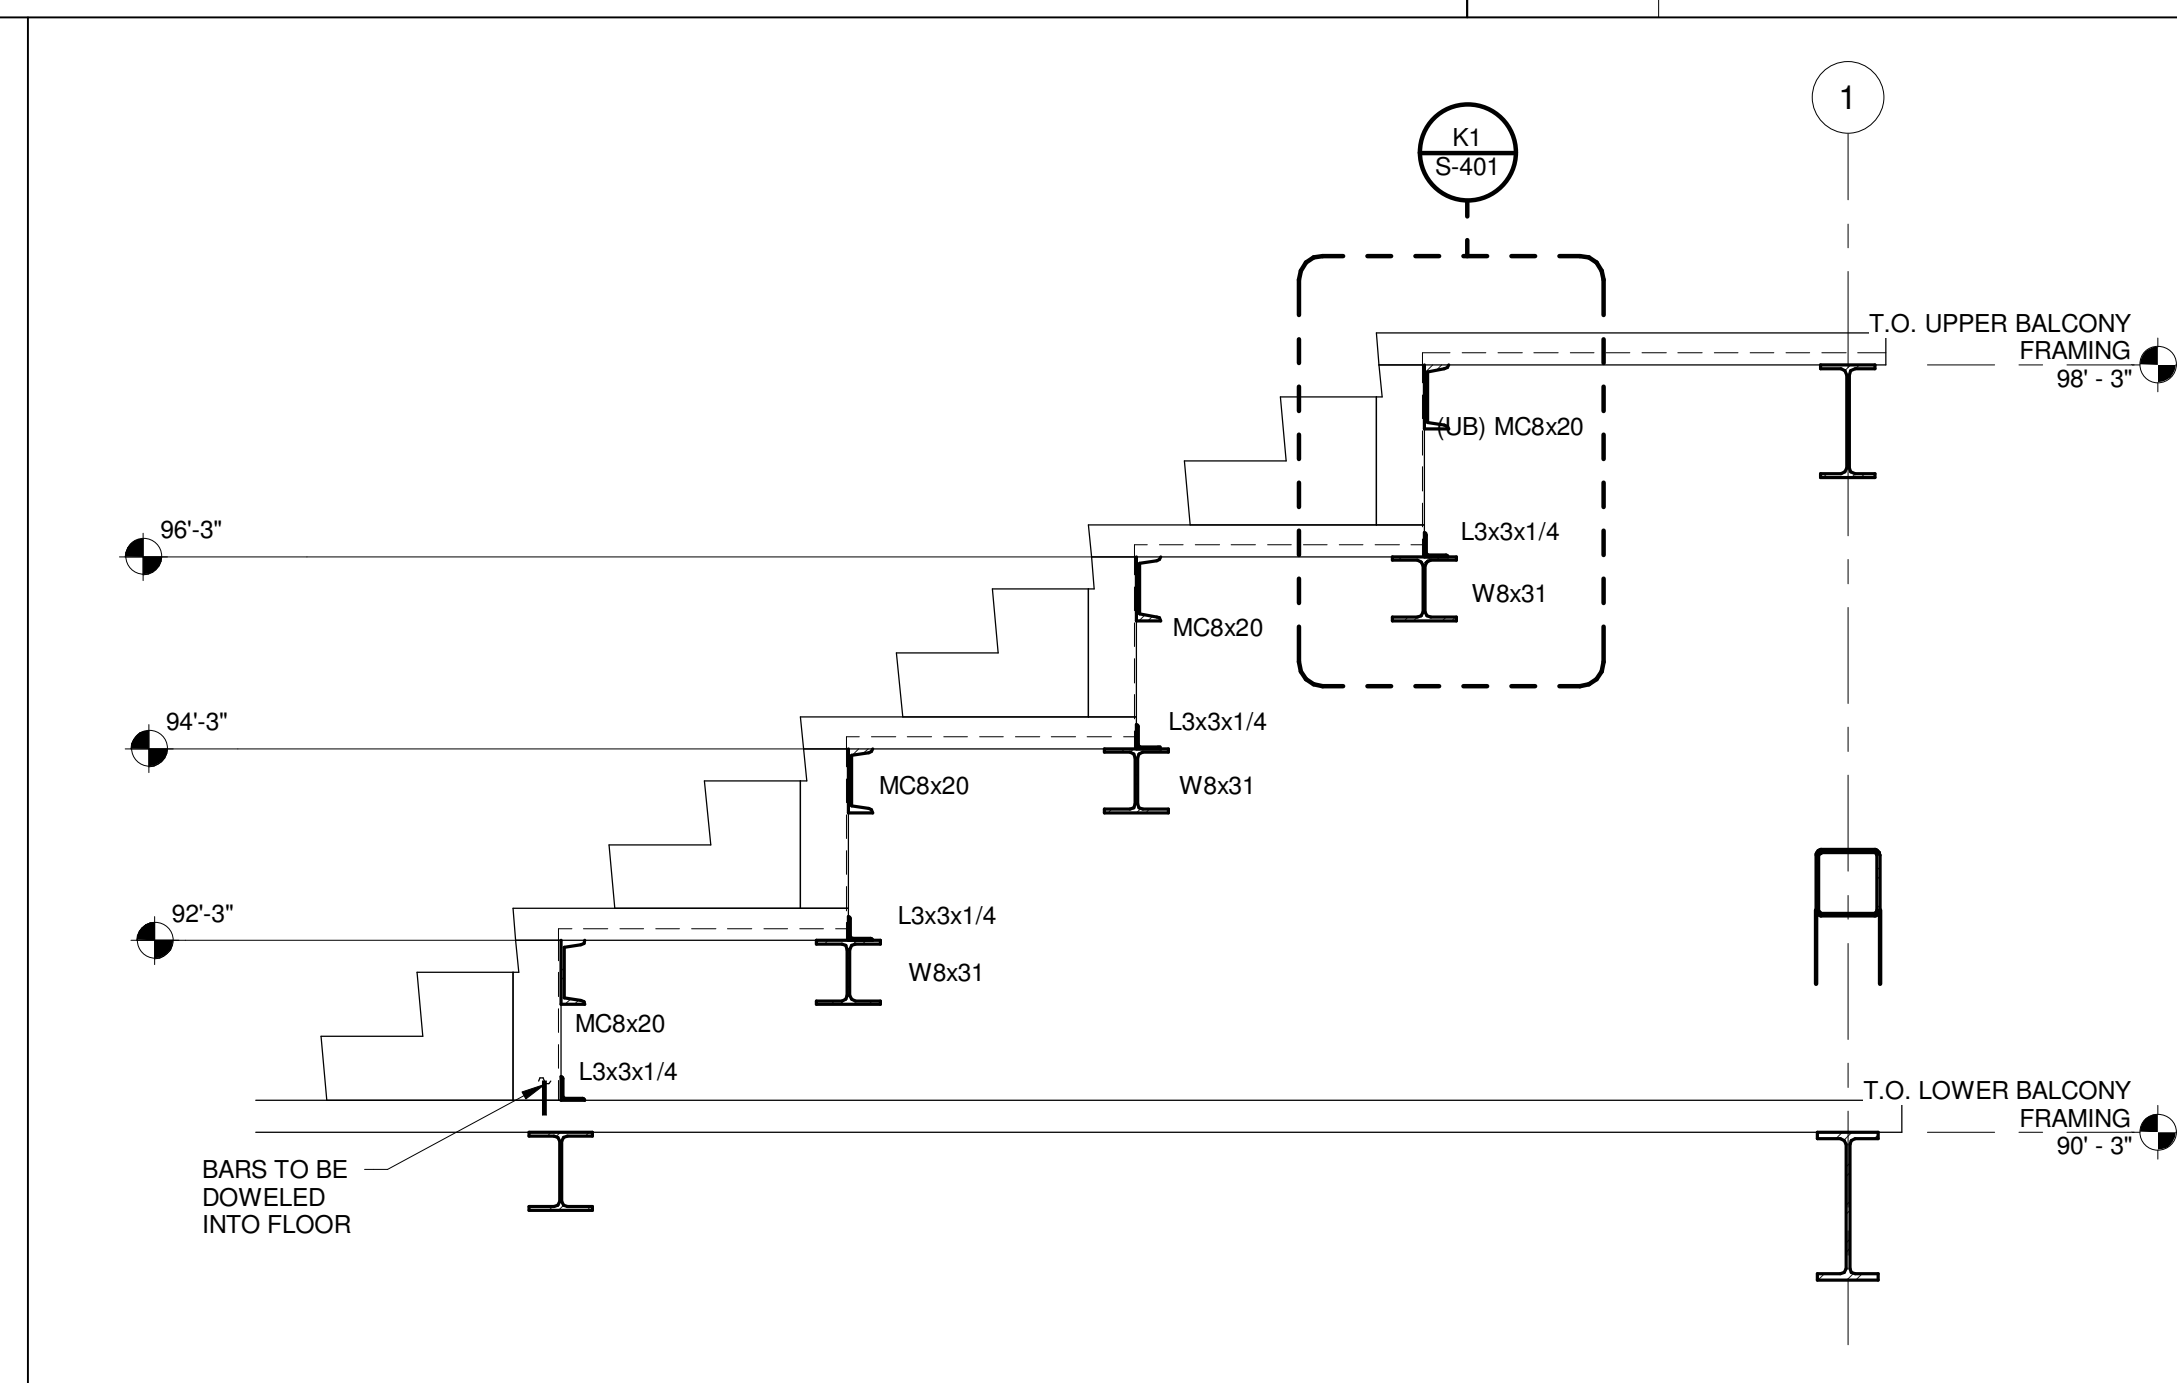 1
K1
S-401
T.O. UPPER BALCONY
FRAMING
98' - 3"
(UB) MC8x20
96'-3"
L3x3x1/4
W8x31
MC8x20
94'-3"
L3x3x1/4
MC8x20
W8x31
92'-3"
L3x3x1/4
W8x31
MC8x20
L3x3x1/4
T.O. LOWER BALCONY
FRAMING
90' - 3"
BARS TO BE
DOWELED
INTO FLOOR